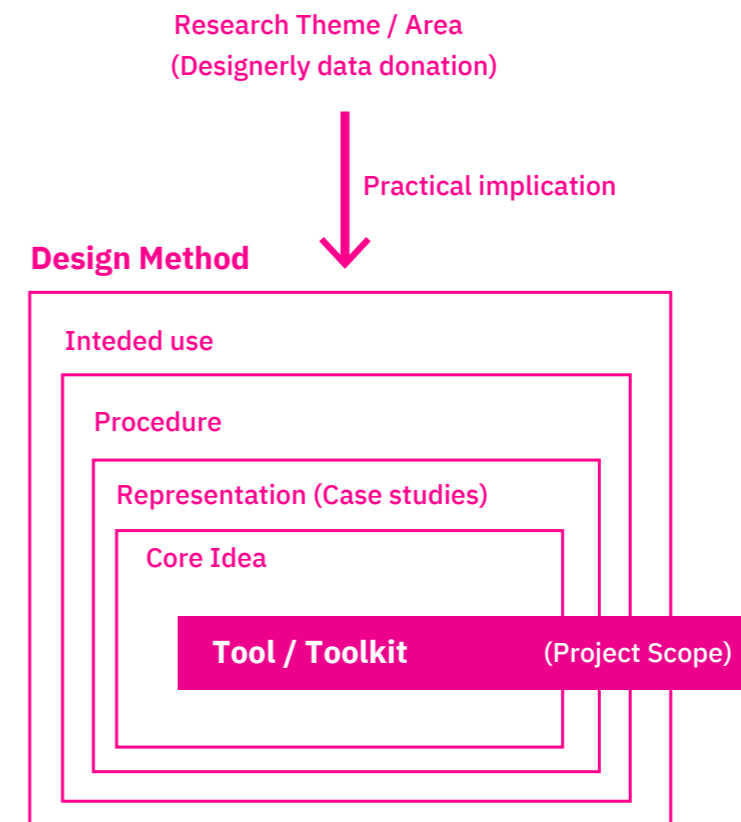 Research Theme / Area
(Designerly data donation)
Practical implication
Design Method
Inteded use
Procedure
Representation (Case studies)
Core Idea
Tool / Toolkit (Project Scope)